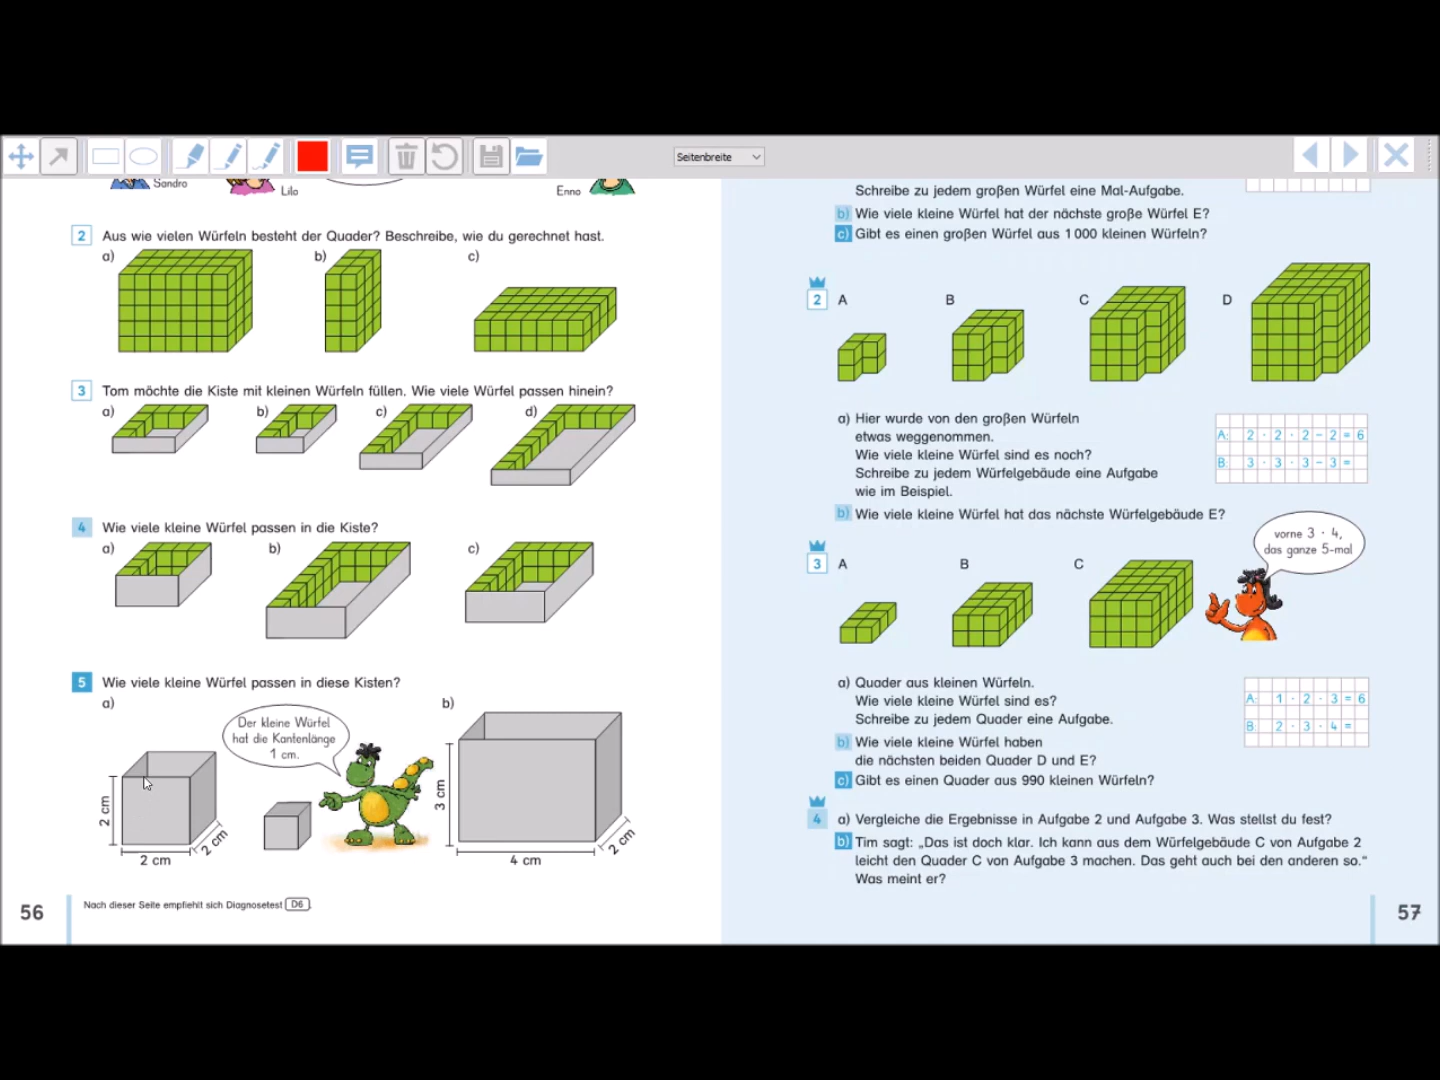 Seitenbreite
Sandro
Lilo
Enno
2 Aus wie vielen Würfeln besteht der Quader? Beschreibe, wie du gerechnet hast.
a)
b)
c)
3 Tom möchte die Kiste mit kleinen Würfeln füllen. Wie viele Würfel passen hinein?
a)
b)
c)
d)
4 Wie viele kleine Würfel passen in die Kiste?
a)
b)
c)
5 Wie viele kleine Würfel passen in diese Kisten?
a)
Der kleine Würfel
hat die Kantenlänge
1 cm.
b)
2 cm
2 cm
2 cm
3 cm
4 cm
2 cm
56
Nach dieser Seite empfiehlt sich Diagnosetest D6.
Schreibe zu jedem großen Würfel eine Mal-Aufgabe.
b) Wie viele kleine Würfel hat der nächste große Würfel E?
c) Gibt es einen großen Würfel aus 1 000 kleinen Würfeln?
2 A
B
C
D
a) Hier wurde von den großen Würfeln
etwas weggenommen.
Wie viele kleine Würfel sind es noch?
Schreibe zu jedem Würfelgebäude eine Aufgabe
wie im Beispiel.
A: 2 · 2 · 2 − 2 = 6
B: 3 · 3 · 3 − 3 =
b) Wie viele kleine Würfel hat das nächste Würfelgebäude E?
3 A
B
C
vorne 3 · 4,
das ganze 5-mal
a) Quader aus kleinen Würfeln.
Wie viele kleine Würfel sind es?
Schreibe zu jedem Quader eine Aufgabe.
A: 1 · 2 · 3 = 6
B: 2 · 3 · 4 =
b) Wie viele kleine Würfel haben
die nächsten beiden Quader D und E?
c) Gibt es einen Quader aus 990 kleinen Würfeln?
4 a) Vergleiche die Ergebnisse in Aufgabe 2 und Aufgabe 3. Was stellst du fest?
b) Tim sagt: „Das ist doch klar. Ich kann aus dem Würfelgebäude C von Aufgabe 2
leicht den Quader C von Aufgabe 3 machen. Das geht auch bei den anderen so.“
Was meint er?
57